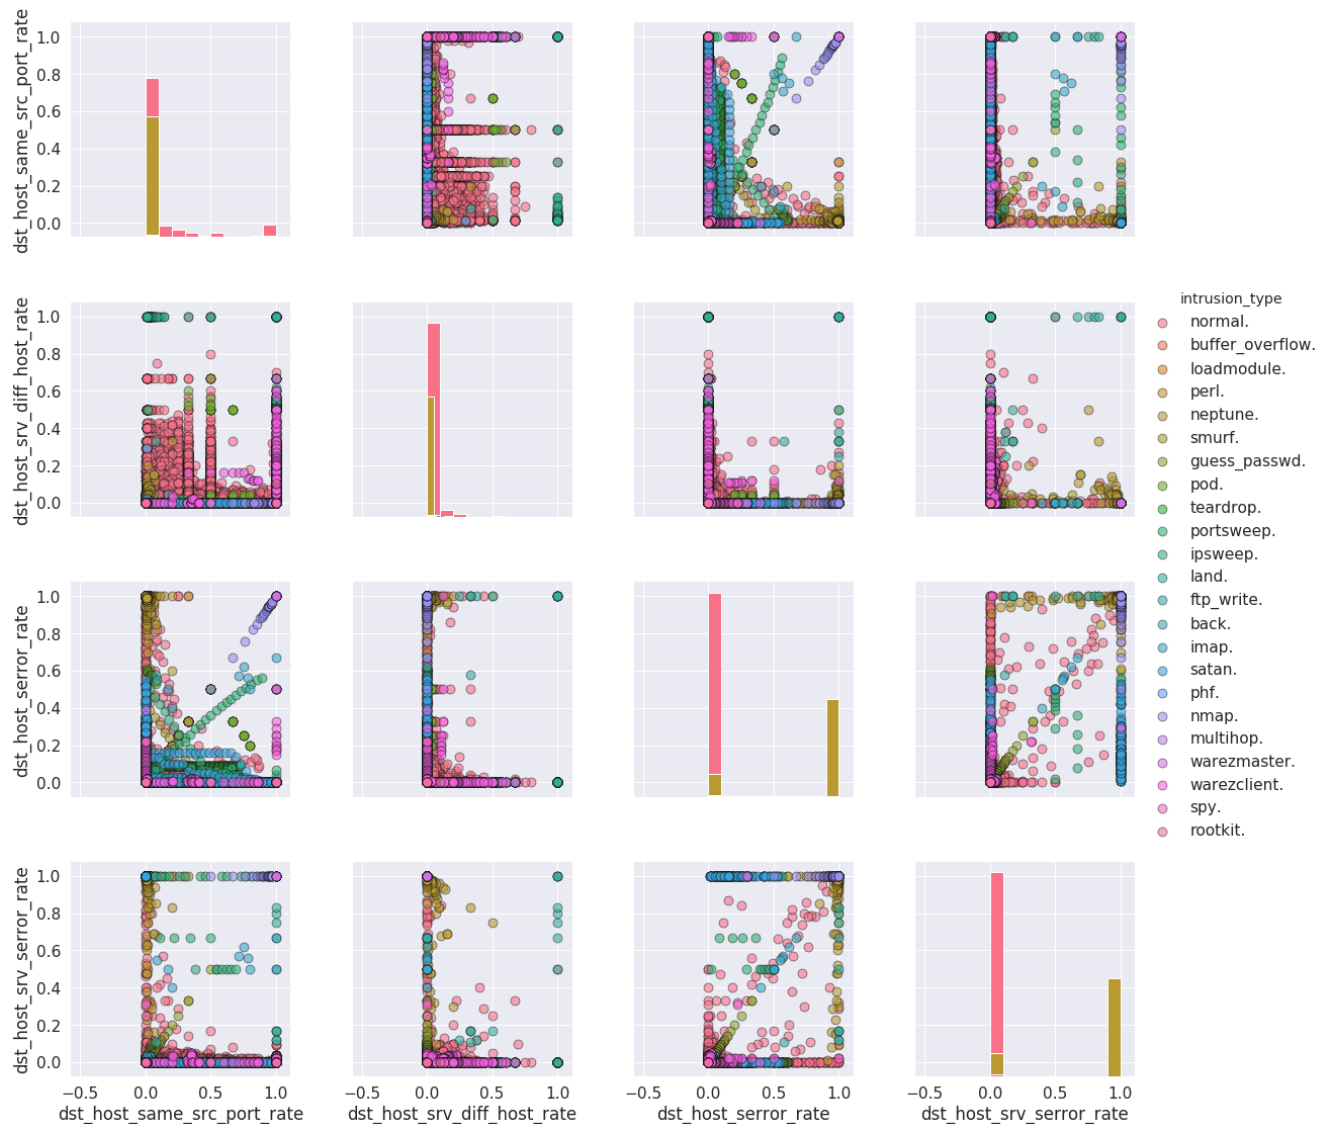 dst_host_same_src_port_rate
1.0
0.8
0.6
0.4
0.2
0.0
dst_host_srv_diff_host_rate
1.0
0.8
0.6
0.4
0.2
0.0
dst_host_serror_rate
1.0
0.8
0.6
0.4
0.2
0.0
dst_host_srv_serror_rate
1.0
0.8
0.6
0.4
0.2
0.0
−0.5 0.0 0.5 1.0
dst_host_same_src_port_rate
−0.5 0.0 0.5 1.0
dst_host_srv_diff_host_rate
−0.5 0.0 0.5 1.0
dst_host_serror_rate
−0.5 0.0 0.5 1.0
dst_host_srv_serror_rate
intrusion_type
normal.
buffer_overflow.
loadmodule.
perl.
neptune.
smurf.
guess_passwd.
pod.
teardrop.
portsweep.
ipsweep.
land.
ftp_write.
back.
imap.
satan.
phf.
nmap.
multihop.
warezmaster.
warezclient.
spy.
rootkit.